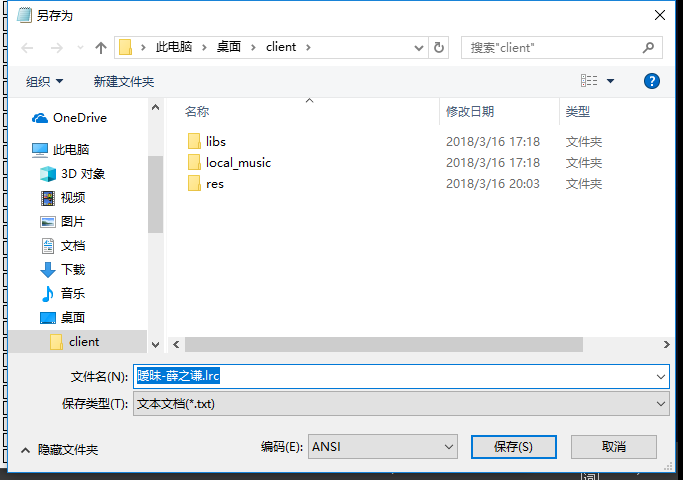 另存为
此电脑 > 桌面 > client >
搜索"client"
组织 新建文件夹
名称 修改日期 类型
OneDrive
此电脑
3D 对象
视频
图片
文档
下载
音乐
桌面
client
libs 2018/3/16 17:18 文件夹
local_music 2018/3/16 17:18 文件夹
res 2018/3/16 20:03 文件夹
文件名(N): 暧昧-薛之谦.lrc
保存类型(T): 文本文档(*.txt)
隐藏文件夹 编码(E): ANSI 保存(S) 取消